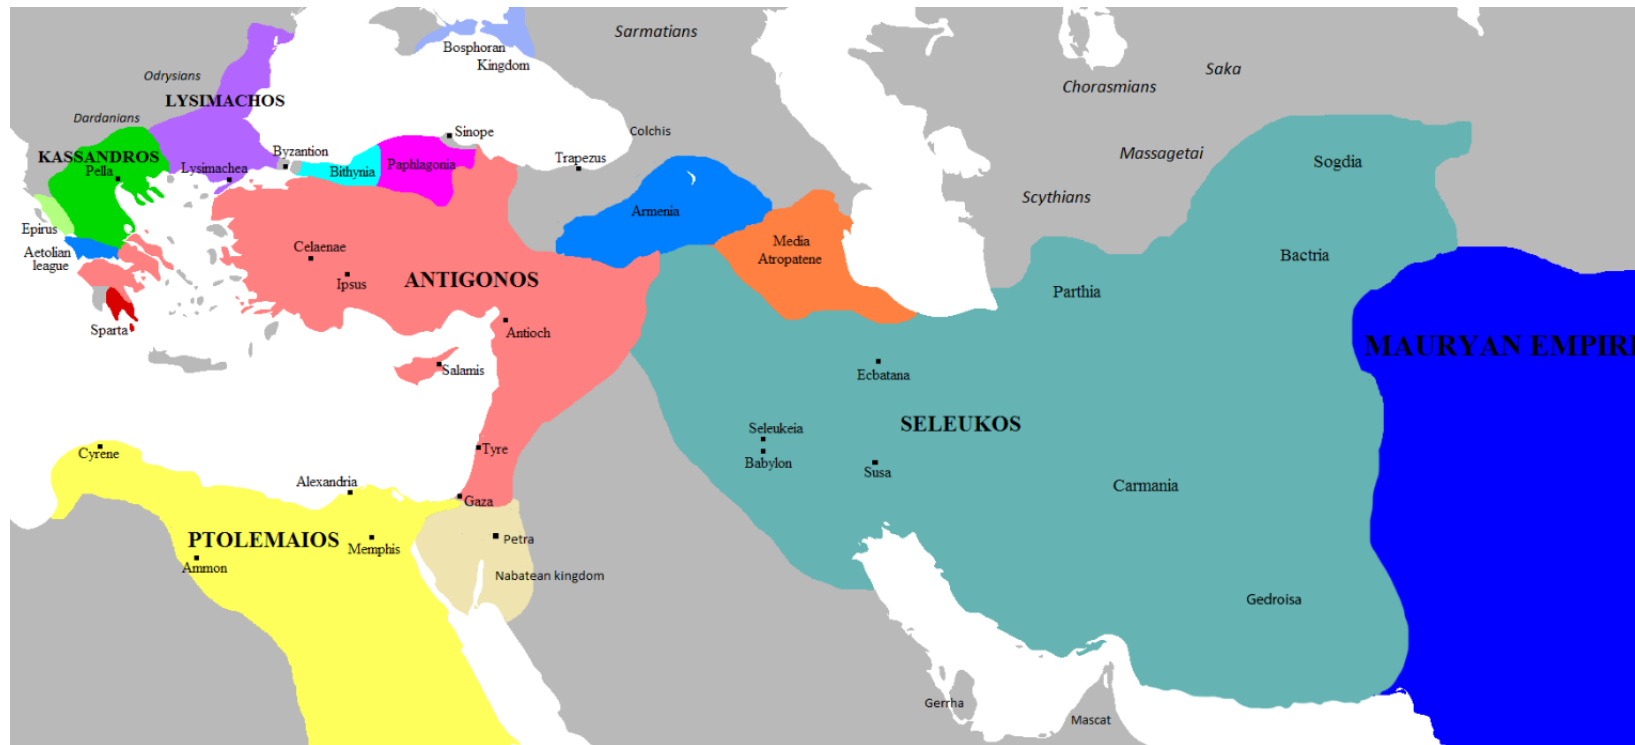 Sarmatians
Bosphoran
Kingdom
Saka
Odrysians
Chorasmians
LYSIMACHOS
Dardanians
Sinope
Colchis
Byzantion
Massagetai
KASSANDROS
Trapezus
Sogdia
Pella
Lysimachea
Bithynia
Paphlagonia
Scythians
Epirus
Armenia
Media
Atropatene
Aetolian
league
Celaenae
Bactria
Ipsus
ANTIGONOS
Parthia
Sparta
Antioch
MAURYAN EMPIRE
Salamis
Ecbatana
SELEUKOS
Seleukeia
Cyrene
Tyre
Babylon
Susa
Alexandria
Carmania
Gaza
PTOLEMAIOS
Memphis
Petra
Ammon
Nabatean kingdom
Gedroisa
Gerrha
Mascat